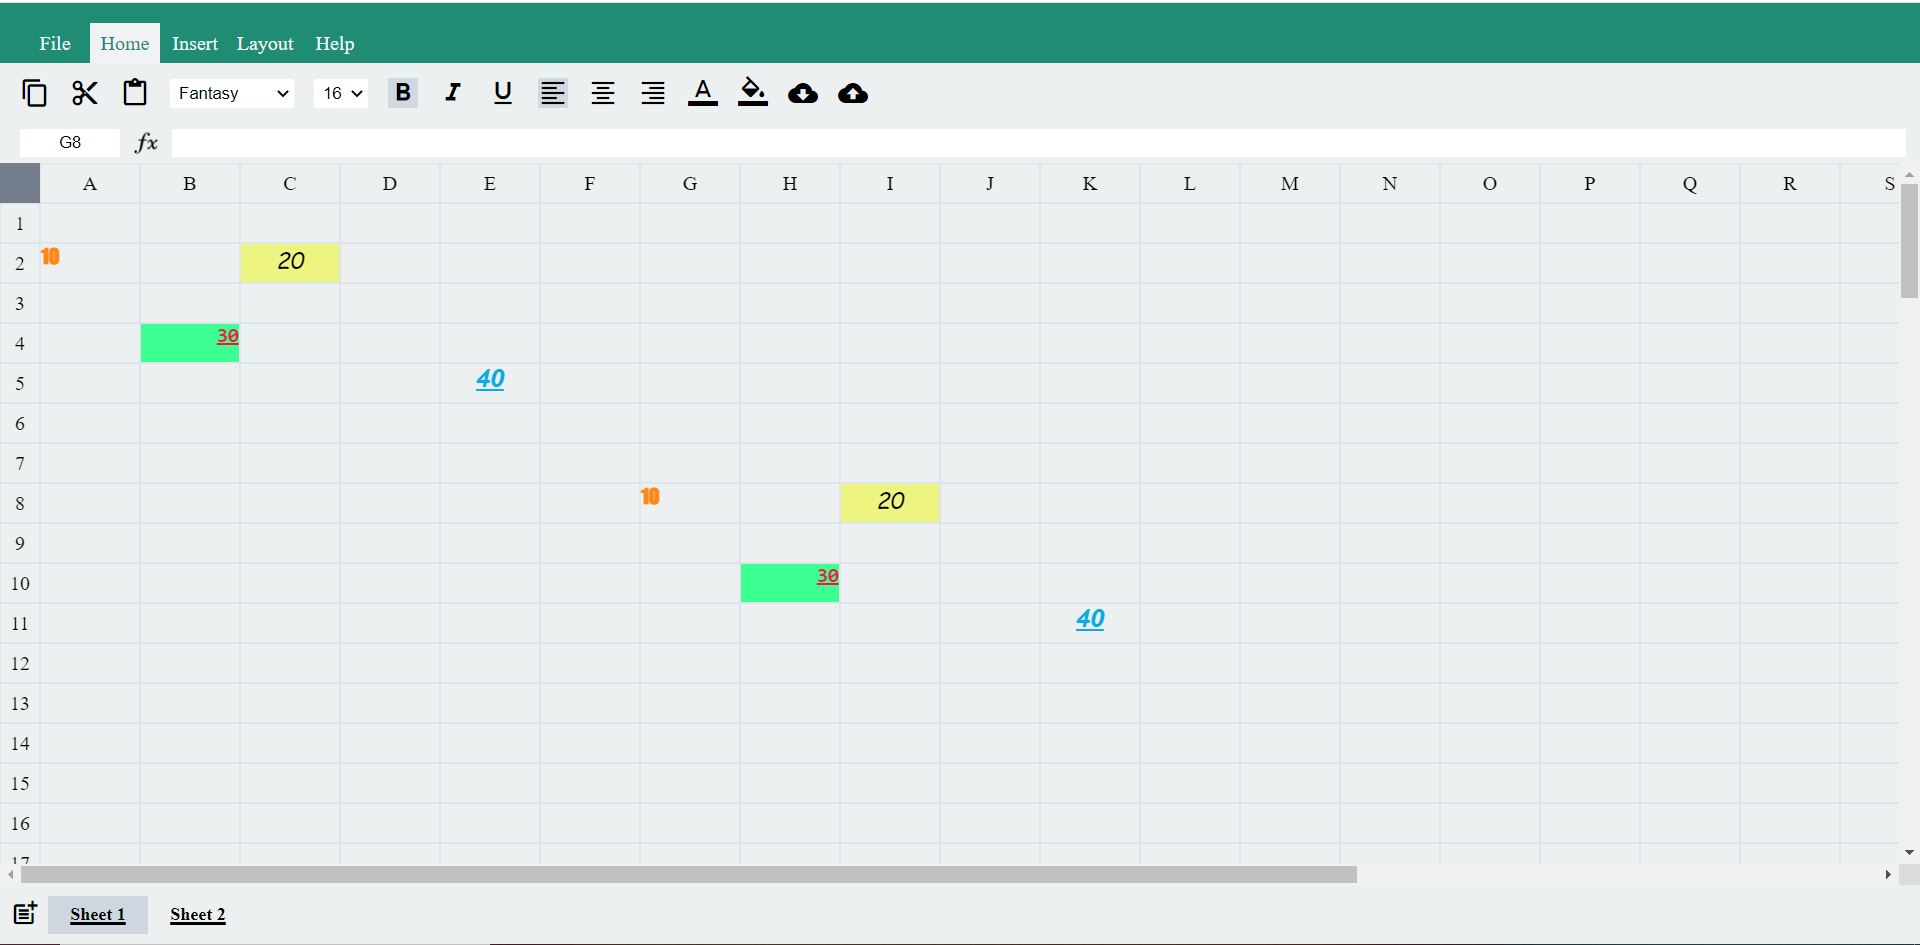 File Home Insert Layout Help
Fantasy 16 B I U A
G8 fx
A B C D E F G H I J K L M N O P Q R S
1
2 10 20
3
4 30
5 40
6
7
8 10 20
9
10 30
11 40
12
13
14
15
16
17
Sheet 1 Sheet 2